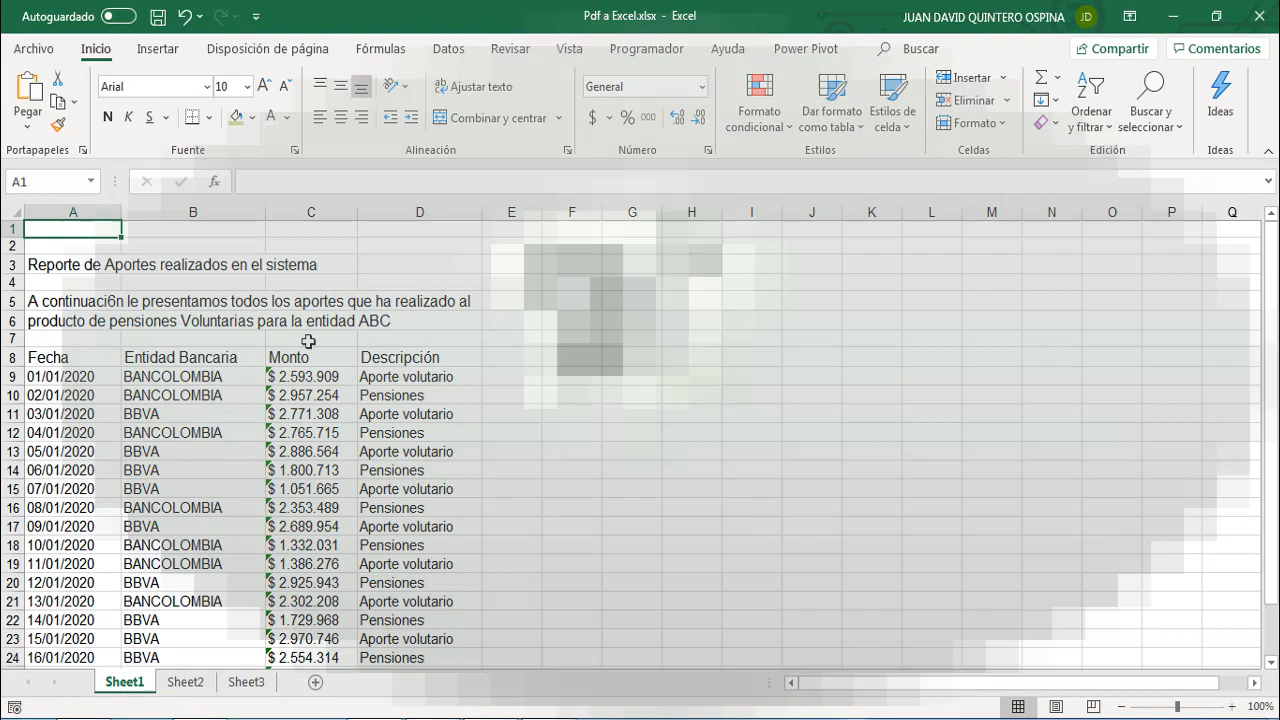 Autoguardado
Pdf a Excel.xlsx - Excel
JUAN DAVID QUINTERO OSPINA JD
Archivo Inicio Insertar Disposición de página Fórmulas Datos Revisar Vista Programador Ayuda Power Pivot Buscar Compartir Comentarios
Pegar
Portapapeles
Arial 10
N K S
Fuente
Ajustar texto
Combinar y centrar
Alineación
General
$ % 000
Número
Formato condicional
Dar formato como tabla
Estilos de celda
Estilos
Insertar
Eliminar
Formato
Celdas
Ordenar y filtrar
Buscar y seleccionar
Edición
Ideas
Ideas
A1 fx
A B C D E F G H I J K L M N O P Q
1
2
3 Reporte de Aportes realizados en el sistema
4
5 A continuaci6n le presentamos todos los aportes que ha realizado al
6 producto de pensiones Voluntarias para la entidad ABC
7
8 Fecha Entidad Bancaria Monto Descripción
9 01/01/2020 BANCOLOMBIA $ 2.593.909 Aporte volutario
10 02/01/2020 BANCOLOMBIA $ 2.957.254 Pensiones
11 03/01/2020 BBVA $ 2.771.308 Aporte volutario
12 04/01/2020 BANCOLOMBIA $ 2.765.715 Pensiones
13 05/01/2020 BBVA $ 2.886.564 Aporte volutario
14 06/01/2020 BBVA $ 1.800.713 Pensiones
15 07/01/2020 BBVA $ 1.051.665 Aporte volutario
16 08/01/2020 BANCOLOMBIA $ 2.353.489 Pensiones
17 09/01/2020 BBVA $ 2.689.954 Aporte volutario
18 10/01/2020 BANCOLOMBIA $ 1.332.031 Pensiones
19 11/01/2020 BANCOLOMBIA $ 1.386.276 Aporte volutario
20 12/01/2020 BBVA $ 2.925.943 Pensiones
21 13/01/2020 BANCOLOMBIA $ 2.302.208 Aporte volutario
22 14/01/2020 BBVA $ 1.729.968 Pensiones
23 15/01/2020 BBVA $ 2.970.746 Aporte volutario
24 16/01/2020 BBVA $ 2.554.314 Pensiones
Sheet1 Sheet2 Sheet3
100%